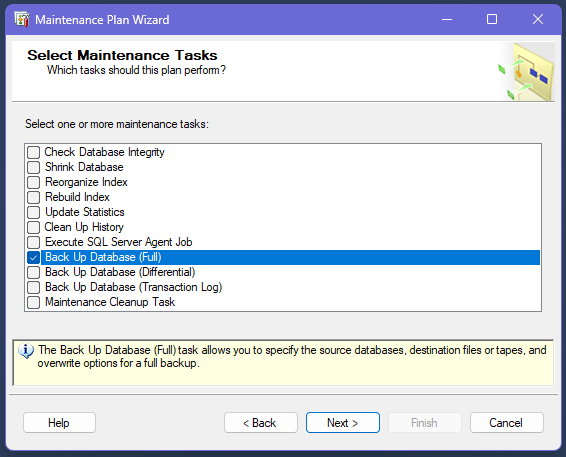 Maintenance Plan Wizard
Select Maintenance Tasks
Which tasks should this plan perform?
Select one or more maintenance tasks:
Check Database Integrity
Shrink Database
Reorganize Index
Rebuild Index
Update Statistics
Clean Up History
Execute SQL Server Agent Job
Back Up Database (Full)
Back Up Database (Differential)
Back Up Database (Transaction Log)
Maintenance Cleanup Task
The Back Up Database (Full) task allows you to specify the source databases, destination files or tapes, and
overwrite options for a full backup.
Help
< Back
Next >
Finish
Cancel